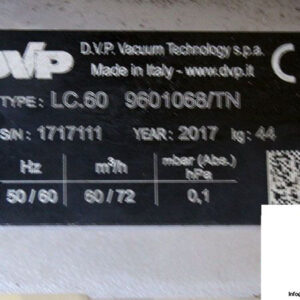 DVP
D.V.P. Vacuum Technology s.p.a.
Made in Italy - www.dvp.it
TYPE: LC.60 9601068/TN
S/N: 1717111 YEAR: 2017 kg: 44
Hz m³/h mbar (Abs.)
hPa
50/60 60/72 0,1